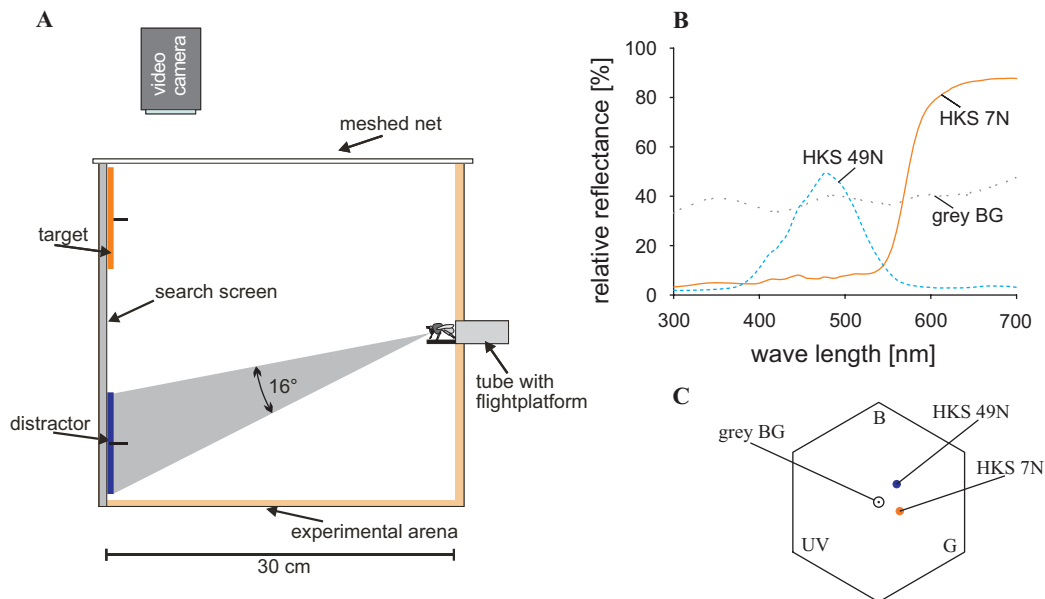 A
video
camera
meshed net
target
search screen
16°
distractor
tube with
flightplatform
experimental arena
30 cm
B
relative reflectance [%]
100
80
60
40
20
0
HKS 7N
HKS 49N
grey BG
300
400
500
600
700
wave length [nm]
C
B
HKS 49N
grey BG
HKS 7N
UV
G